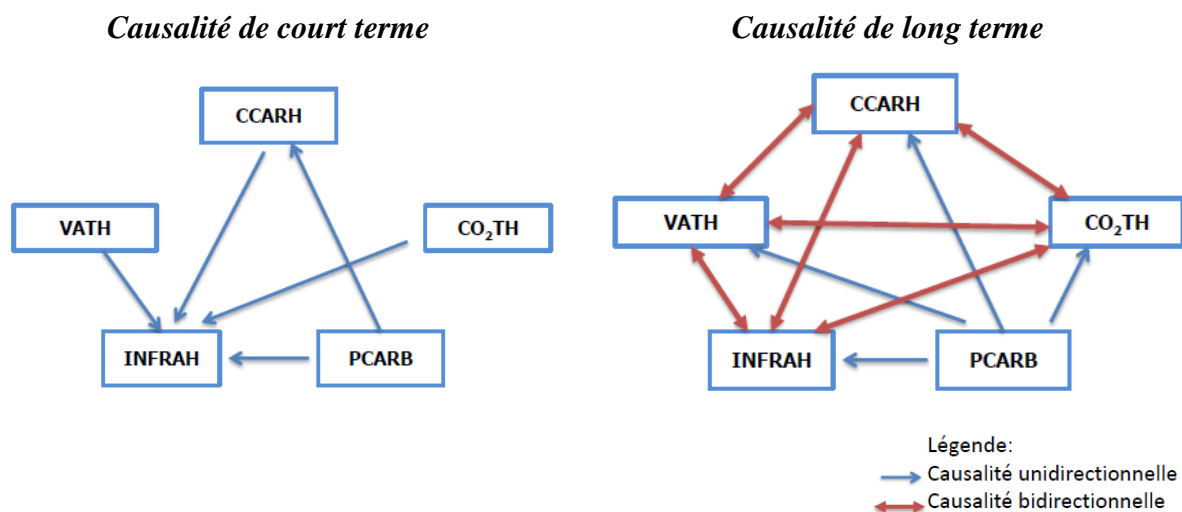 Causalité de court terme
CCARH
VATH
CO₂TH
INFRAH
PCARB
Causalité de long terme
CCARH
VATH
CO₂TH
INFRAH
PCARB
Légende:
Causalité unidirectionnelle
Causalité bidirectionnelle